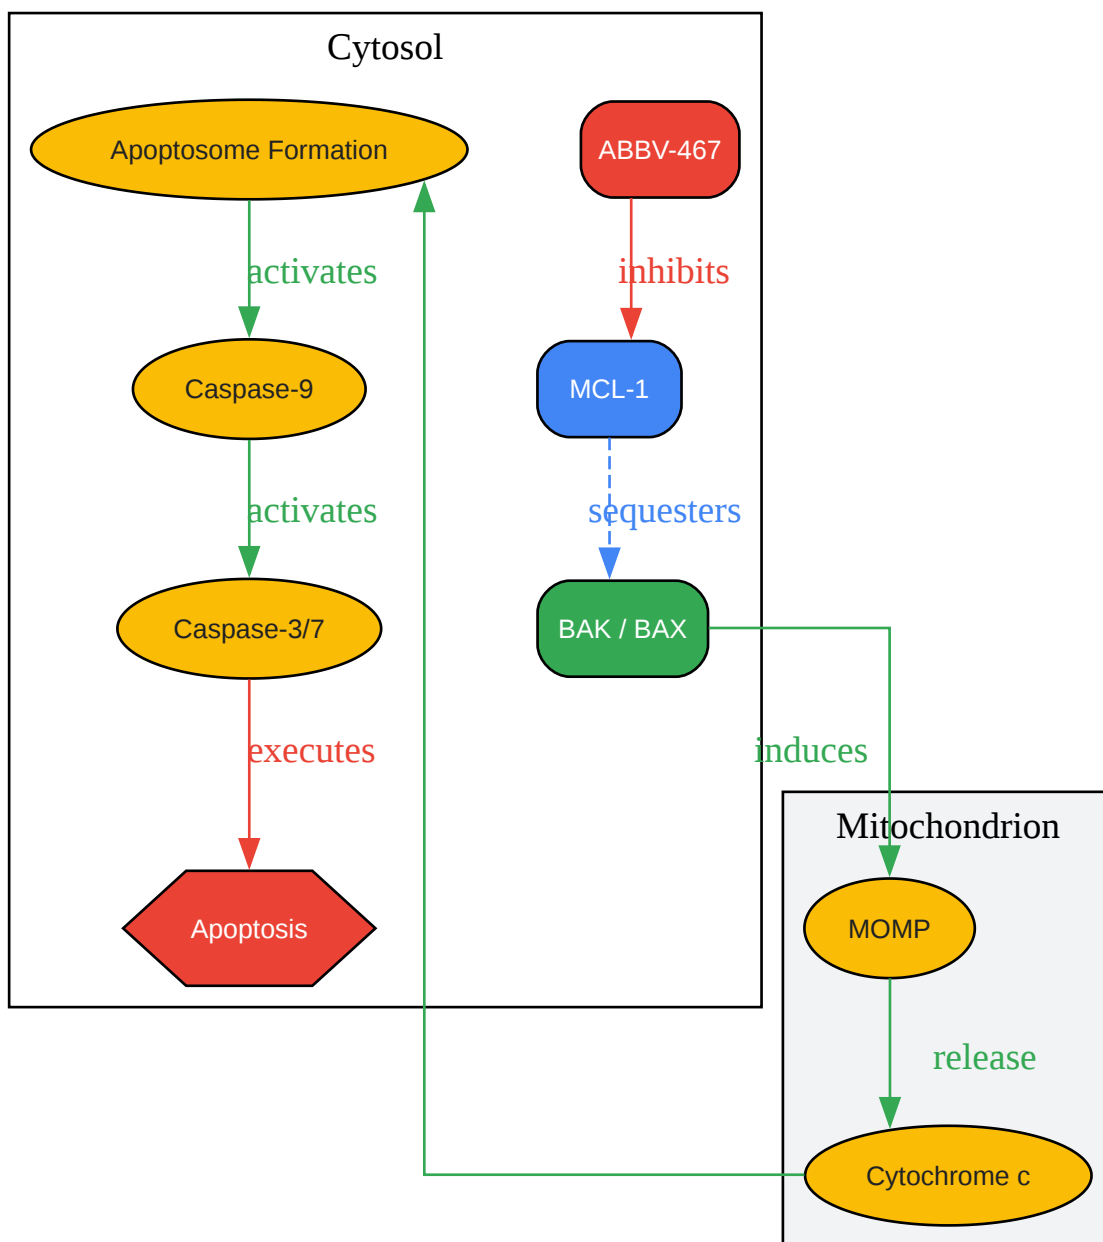 Cytosol
Apoptosome Formation
ABBV-467
activates
inhibits
Caspase-9
MCL-1
activates
sequesters
Caspase-3/7
BAK / BAX
executes
induces
Mitochondrion
Apoptosis
MOMP
release
Cytochrome c